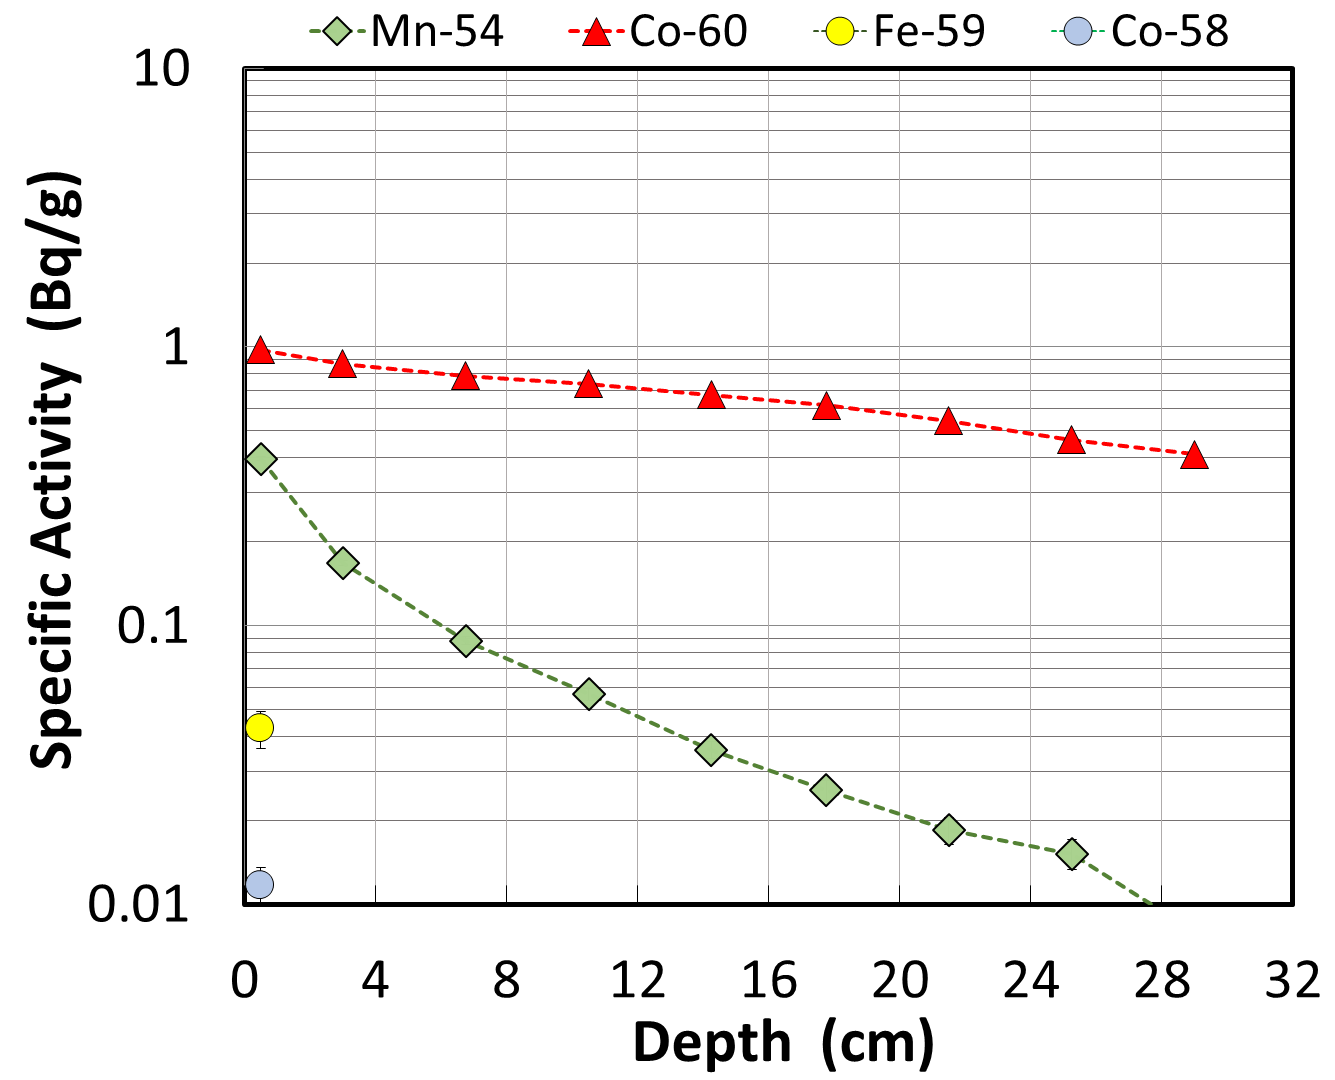 Mn-54 Co-60 Fe-59 Co-58
10
1
0.1
0.01
Specific Activity (Bq/g)
0 4 8 12 16 20 24 28 32
Depth (cm)